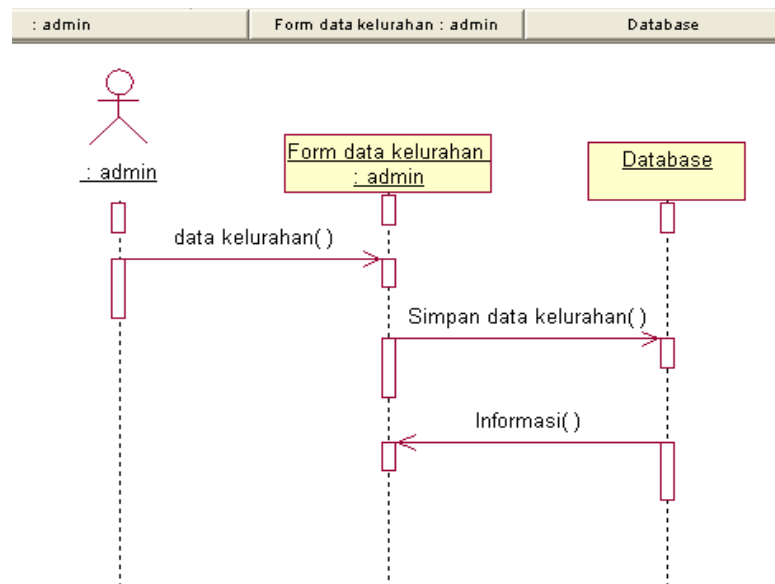 : admin
Form data kelurahan : admin
Database
: admin
Form data kelurahan
: admin
Database
data kelurahan( )
Simpan data kelurahan( )
Informasi( )